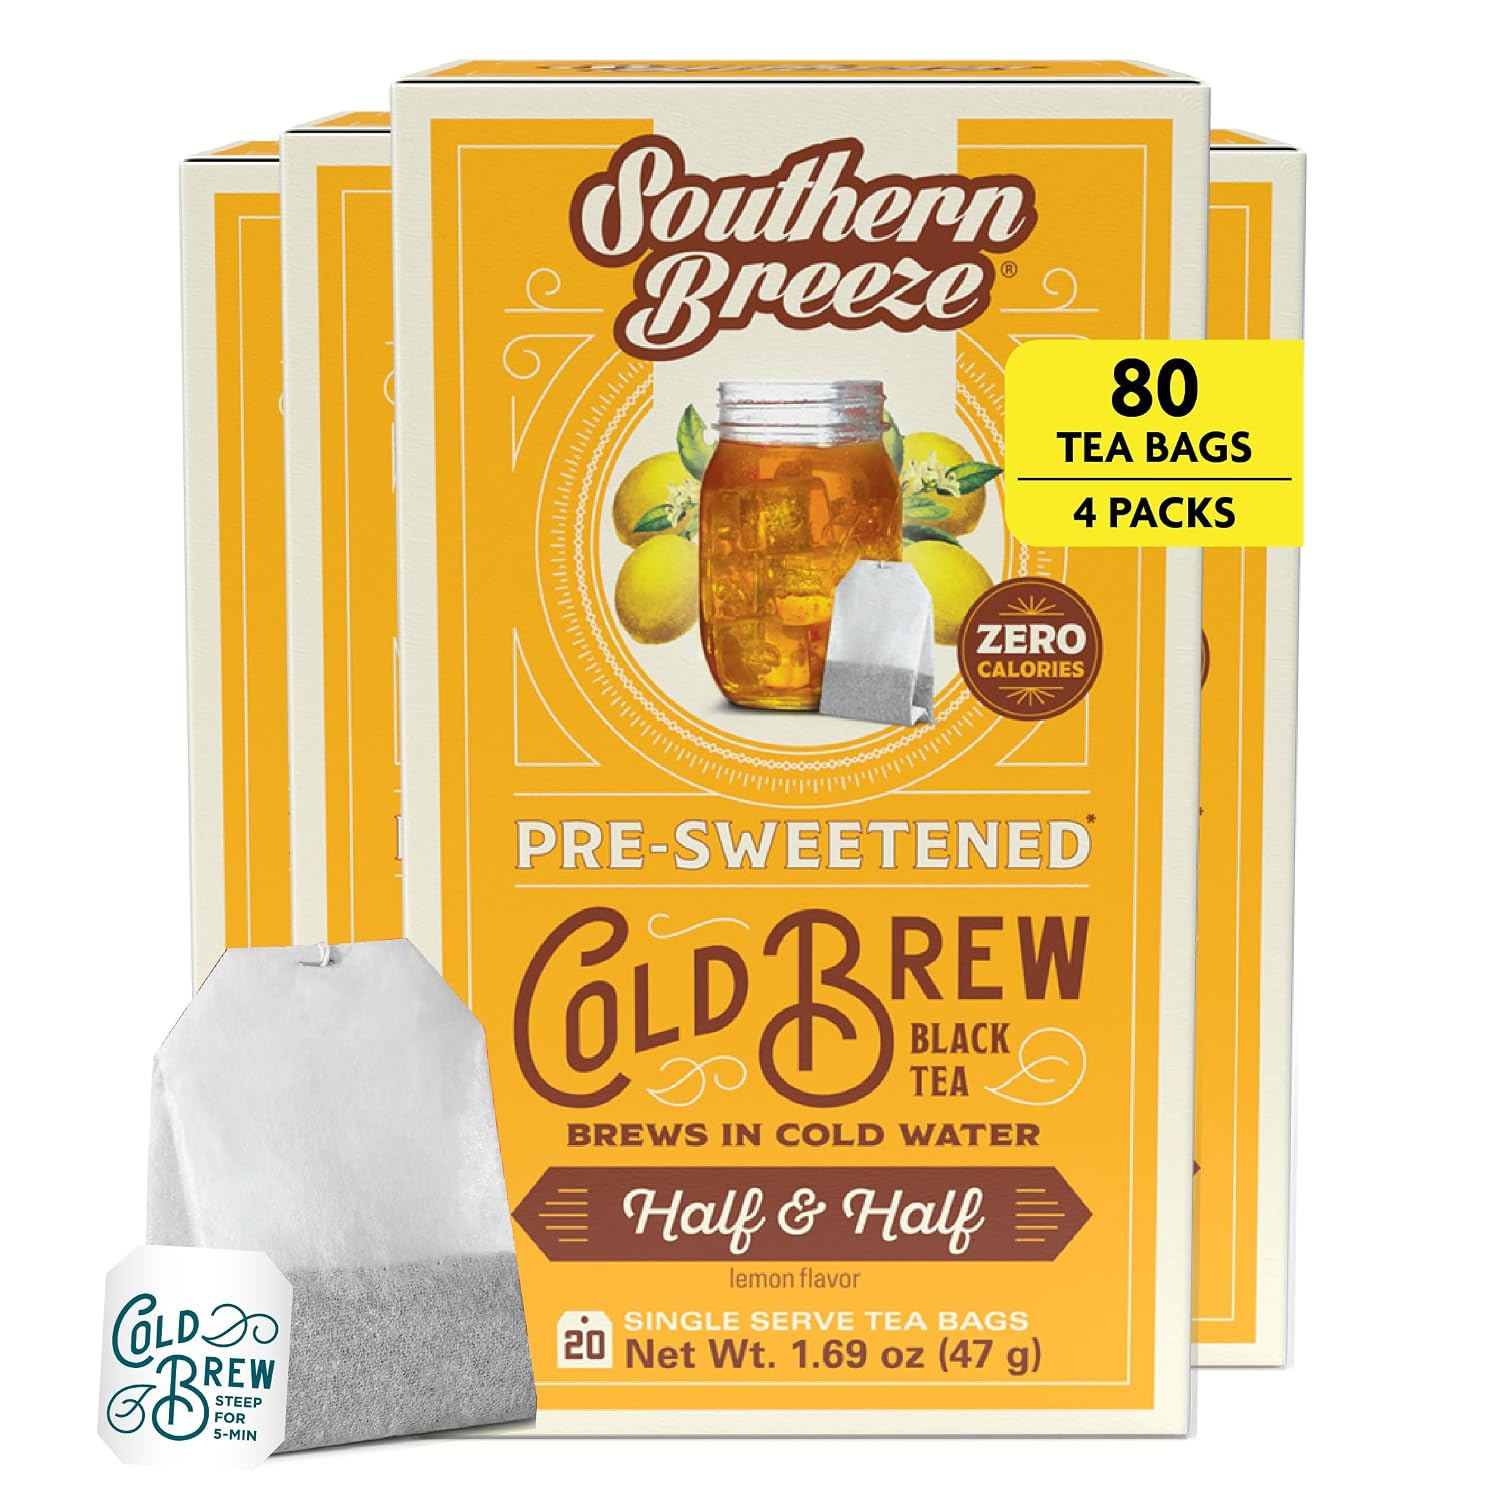 Southern
Breeze®
80
TEA BAGS
4 PACKS
ZERO
CALORIES
PRE-SWEETENED*
COLD BREW
BLACK
TEA
BREWS IN COLD WATER
Half & Half
lemon flavor
20
SINGLE SERVE TEA BAGS
Net Wt. 1.69 oz (47 g)
COLD
BREW
STEEP
FOR
5-MIN